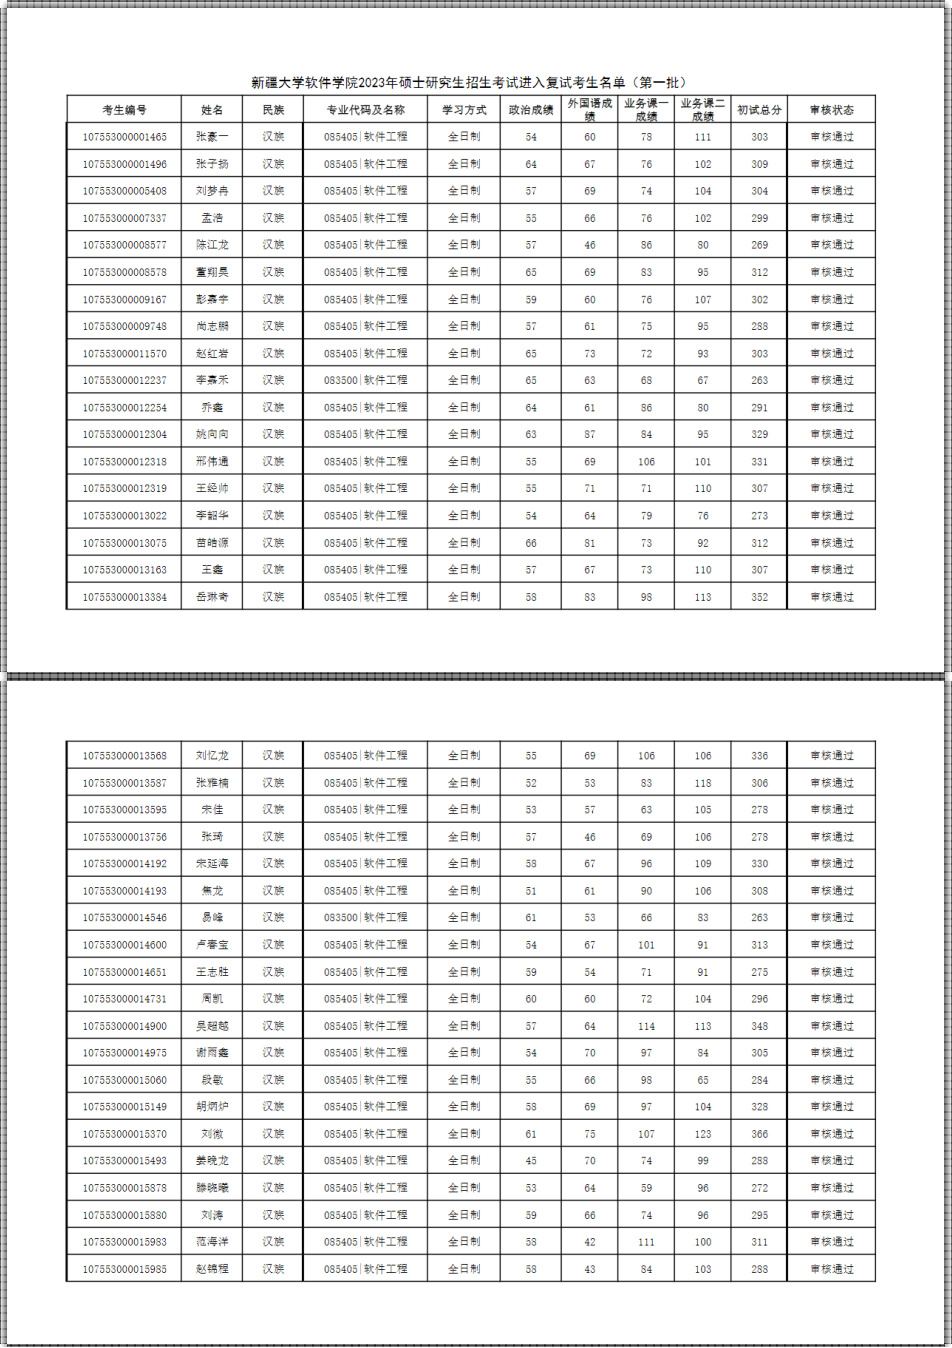 新疆大学软件学院2023年硕士研究生招生考试进入复试考生名单（第一批）
考生编号 姓名 民族 专业代码及名称 学习方式 政治成绩 外国语成绩 业务课一成绩 业务课二成绩 初试总分 审核状态
107553000001465 张豪一 汉族 085405|软件工程 全日制 54 60 78 111 303 审核通过
107553000001496 张子扬 汉族 085405|软件工程 全日制 64 67 76 102 309 审核通过
107553000005408 刘梦冉 汉族 085405|软件工程 全日制 57 69 74 104 304 审核通过
107553000007337 孟浩 汉族 085405|软件工程 全日制 55 66 76 102 299 审核通过
107553000008577 陈江龙 汉族 085405|软件工程 全日制 57 46 86 80 269 审核通过
107553000008578 董翊昊 汉族 085405|软件工程 全日制 65 69 83 95 312 审核通过
107553000009167 彭嘉宇 汉族 085405|软件工程 全日制 59 60 76 107 302 审核通过
107553000009748 尚志鹏 汉族 085405|软件工程 全日制 57 61 75 95 288 审核通过
107553000011570 赵红岩 汉族 085405|软件工程 全日制 65 73 72 93 303 审核通过
107553000012237 李嘉禾 汉族 083500|软件工程 全日制 65 63 68 67 263 审核通过
107553000012254 乔鑫 汉族 085405|软件工程 全日制 64 61 86 80 291 审核通过
107553000012304 姚向向 汉族 085405|软件工程 全日制 63 87 84 95 329 审核通过
107553000012318 邢伟通 汉族 085405|软件工程 全日制 55 69 106 101 331 审核通过
107553000012319 王经帅 汉族 085405|软件工程 全日制 55 71 71 110 307 审核通过
107553000013022 李韶华 汉族 085405|软件工程 全日制 54 64 79 76 273 审核通过
107553000013075 苗皓源 汉族 085405|软件工程 全日制 66 81 73 92 312 审核通过
107553000013163 王鑫 汉族 085405|软件工程 全日制 57 67 73 110 307 审核通过
107553000013384 岳琳奇 汉族 085405|软件工程 全日制 58 83 98 113 352 审核通过
107553000013568 刘忆龙 汉族 085405|软件工程 全日制 55 69 106 106 336 审核通过
107553000013587 张雅楠 汉族 085405|软件工程 全日制 52 53 83 118 306 审核通过
107553000013595 宋佳 汉族 085405|软件工程 全日制 53 57 63 105 278 审核通过
107553000013756 张琦 汉族 085405|软件工程 全日制 57 46 69 106 278 审核通过
107553000014192 宋延海 汉族 085405|软件工程 全日制 58 67 96 109 330 审核通过
107553000014193 焦龙 汉族 085405|软件工程 全日制 51 61 90 106 308 审核通过
107553000014546 易峰 汉族 083500|软件工程 全日制 61 53 66 83 263 审核通过
107553000014600 卢春宝 汉族 085405|软件工程 全日制 54 67 101 91 313 审核通过
107553000014651 王志胜 汉族 085405|软件工程 全日制 59 54 71 91 275 审核通过
107553000014731 周凯 汉族 085405|软件工程 全日制 60 60 72 104 296 审核通过
107553000014900 吴超越 汉族 085405|软件工程 全日制 57 64 114 113 348 审核通过
107553000014975 谢雨鑫 汉族 085405|软件工程 全日制 54 70 97 84 305 审核通过
107553000015060 段敏 汉族 085405|软件工程 全日制 55 66 98 65 284 审核通过
107553000015149 胡炳炉 汉族 085405|软件工程 全日制 58 69 97 104 328 审核通过
107553000015370 刘微 汉族 085405|软件工程 全日制 61 75 107 123 366 审核通过
107553000015493 姜晚龙 汉族 085405|软件工程 全日制 45 70 74 99 288 审核通过
107553000015878 滕晓曦 汉族 085405|软件工程 全日制 53 64 59 96 272 审核通过
107553000015880 刘涛 汉族 085405|软件工程 全日制 59 66 74 96 295 审核通过
107553000015983 范海洋 汉族 085405|软件工程 全日制 58 42 111 100 311 审核通过
107553000015985 赵锦程 汉族 085405|软件工程 全日制 58 43 84 103 288 审核通过